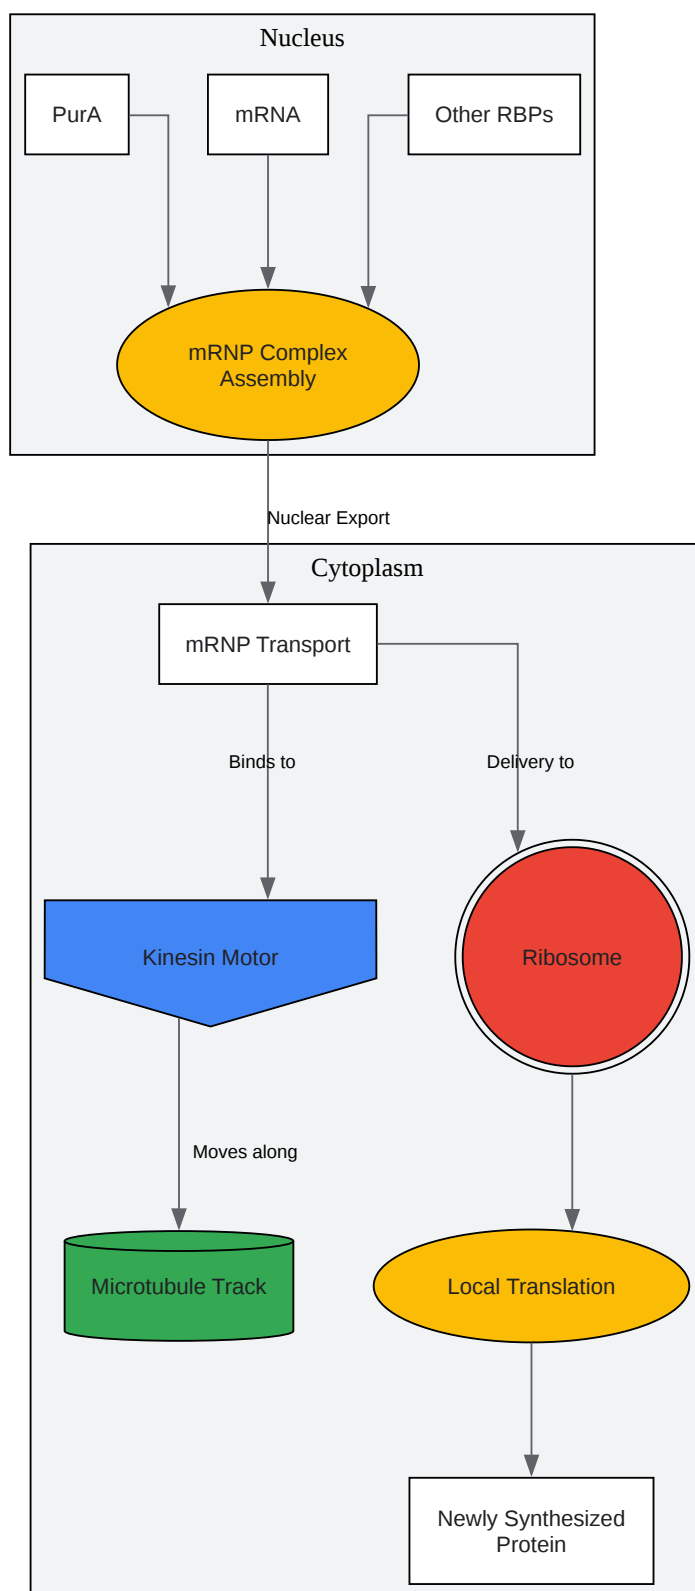 Nucleus
PurA
mRNA
Other RBPs
mRNP Complex
Assembly
Nuclear Export
Cytoplasm
mRNP Transport
Binds to
Delivery to
Kinesin Motor
Ribosome
Moves along
Microtubule Track
Local Translation
Newly Synthesized
Protein